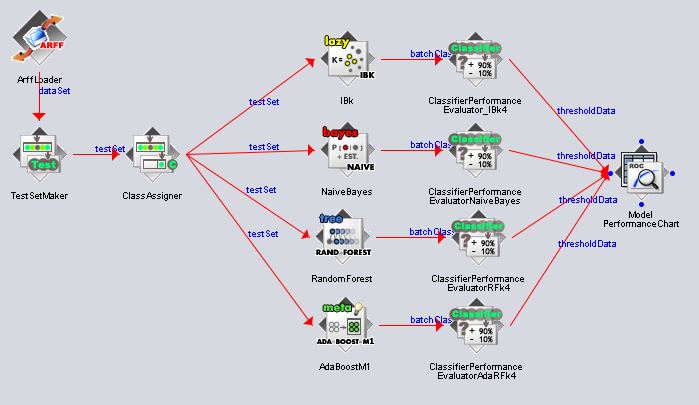 ARFF
ArffLoader
dataSet
Test
TestSetMaker
testSet
C
ClassAssigner
testSet
testSet
testSet
testSet
lazy
K=
IBK
IBk
bayes
P[ ]
+ EST.
NAIVE
NaiveBayes
tree
RAND-FOREST
RandomForest
meta
ADA-BOOST-M1
AdaBoostM1
batchClas
Classifier
? + 90%
- 10%
ClassifierPerformance
Evaluator_IBk4
batchClas
Classifier
? + 90%
- 10%
ClassifierPerformance
EvaluatorNaiveBayes
batchClas
Classifier
? + 90%
- 10%
ClassifierPerformance
EvaluatorRFk4
batchClas
Classifier
? + 90%
- 10%
ClassifierPerformance
EvaluatorAdaRFk4
thresholdData
thresholdData
thresholdData
thresholdData
ROC
Model
PerformanceChart